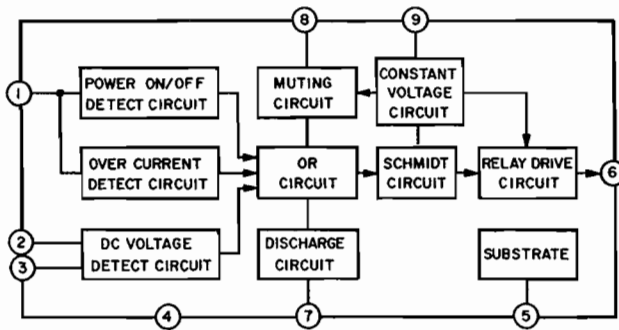 8
9
1
POWER ON/OFF
DETECT CIRCUIT
MUTING
CIRCUIT
CONSTANT
VOLTAGE
CIRCUIT
OVER CURRENT
DETECT CIRCUIT
OR
CIRCUIT
SCHMIDT
CIRCUIT
RELAY DRIVE
CIRCUIT
6
2
3
DC VOLTAGE
DETECT CIRCUIT
DISCHARGE
CIRCUIT
SUBSTRATE
4
7
5